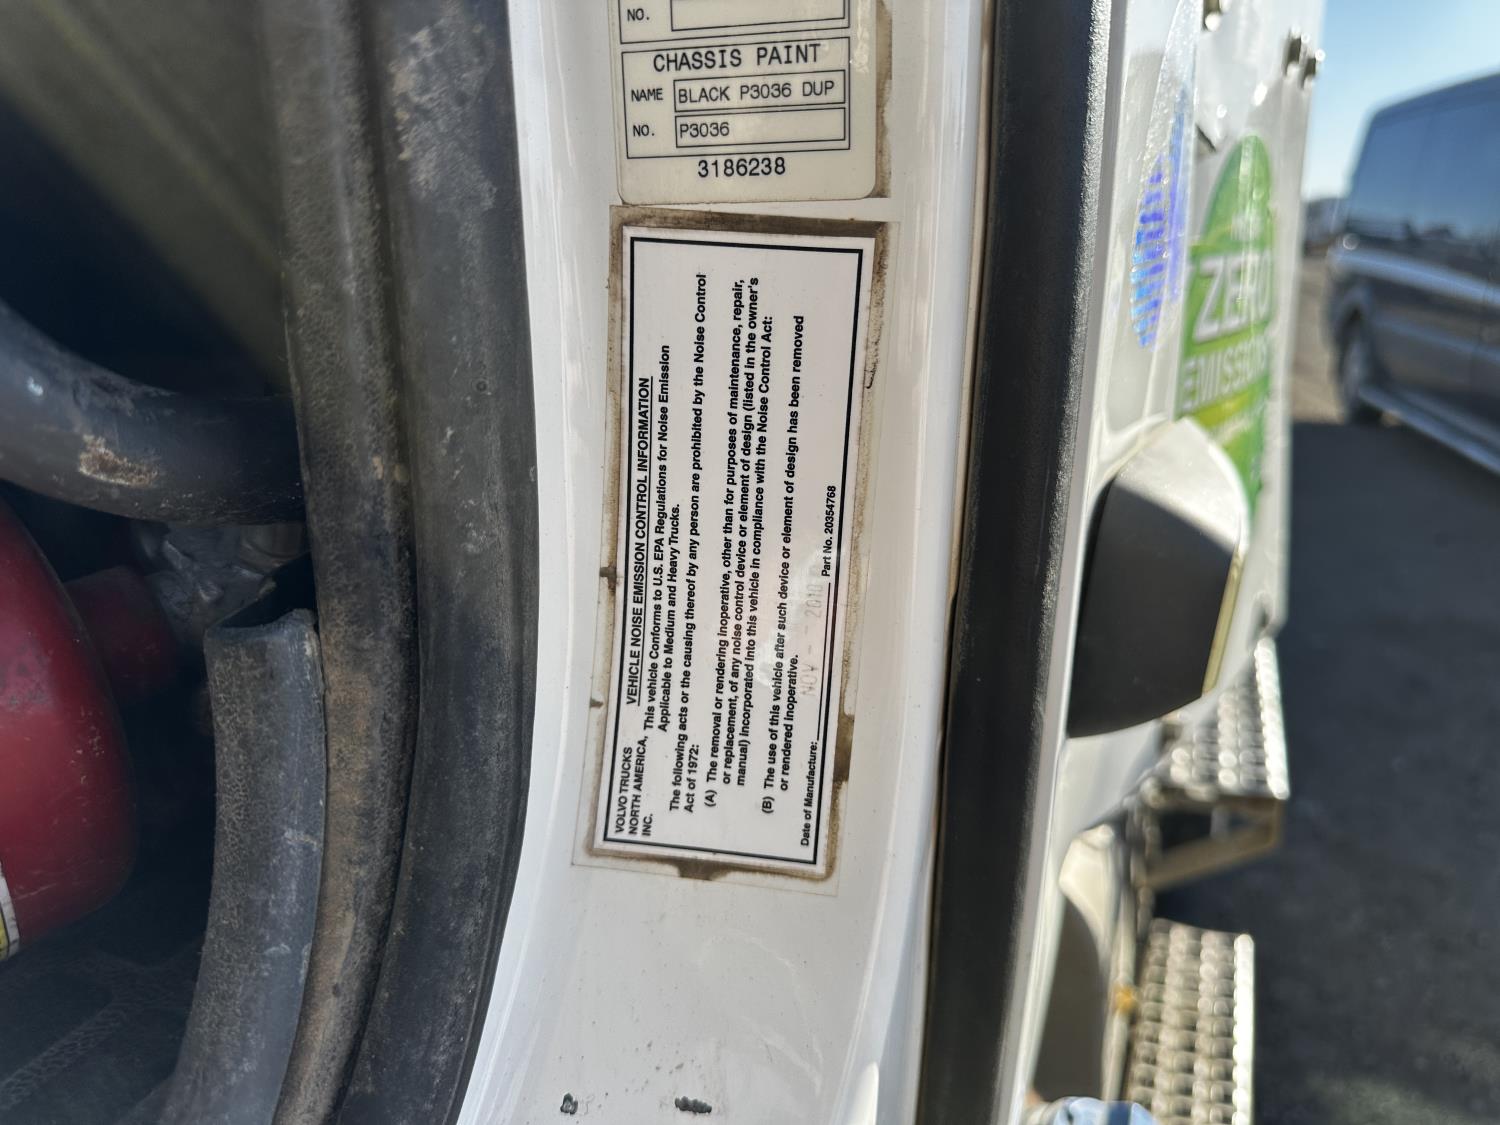 NO.
CHASSIS PAINT
NAME BLACK P3036 DUP
NO. P3036
3186238
VOLVO TRUCKS
NORTH AMERICA,
INC.
VEHICLE NOISE EMISSION CONTROL INFORMATION
This vehicle Conforms to U.S. EPA Regulations for Noise Emission
Applicable to Medium and Heavy Trucks.
The following acts or the causing thereof by any person are prohibited by the Noise Control
Act of 1972:
(A) The removal or rendering inoperative, other than for purposes of maintenance, repair,
or replacement, of any noise control device or element of design (listed in the owner's
manual) incorporated into this vehicle in compliance with the Noise Control Act:
(B) The use of this vehicle after such device or element of design has been removed
or rendered inoperative.
Date of Manufacture: NOV - - 2010 Part No. 20354768
ZERO
EMISSIONS